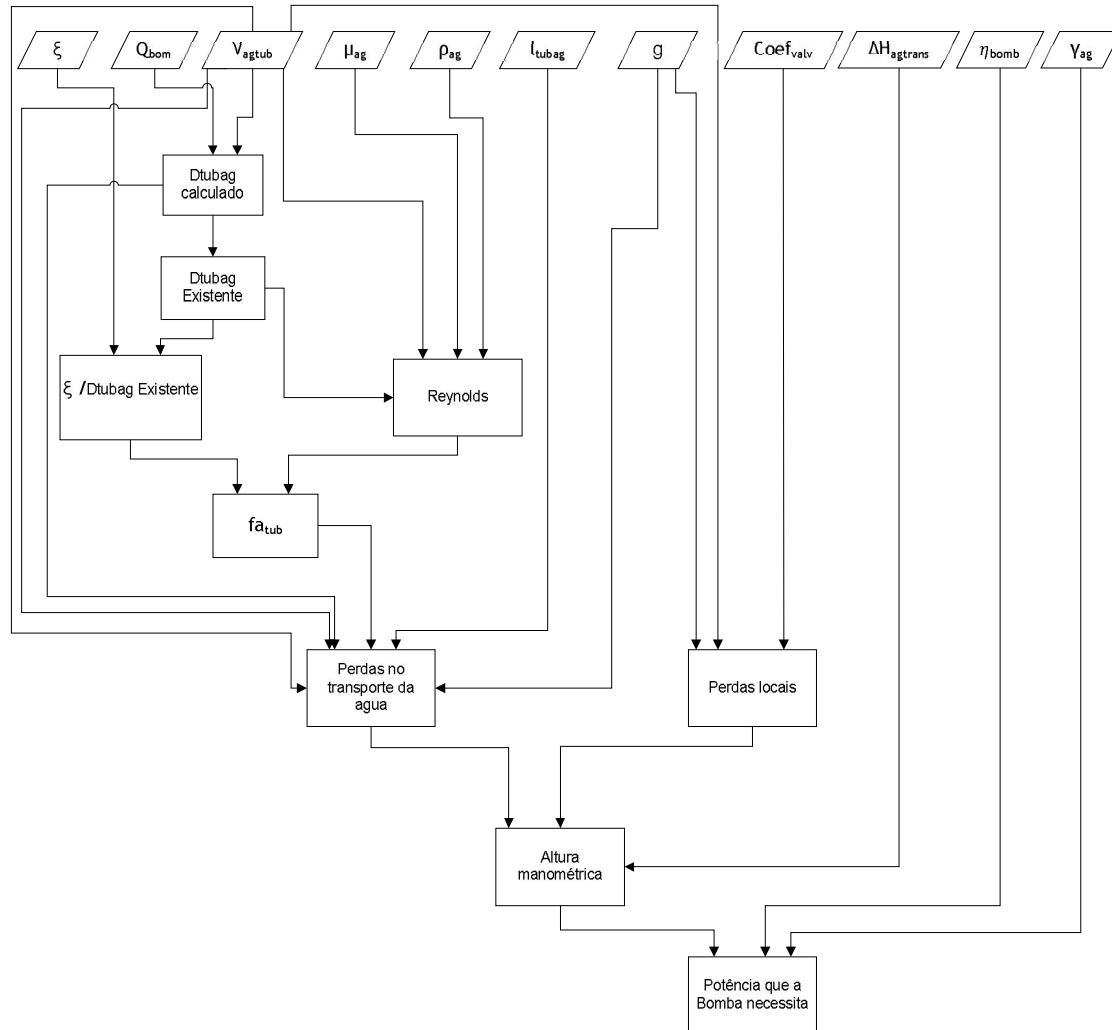 ξ
Qbom
Vagtub
μag
ρag
ltubag
g
Coefvalv
ΔHagtrans
ηbomb
γag
Dtubag
calculado
Dtubag
Existente
ξ /Dtubag Existente
Reynolds
fatub
Perdas no
transporte da
agua
Perdas locais
Altura
manométrica
Potência que a
Bomba necessita